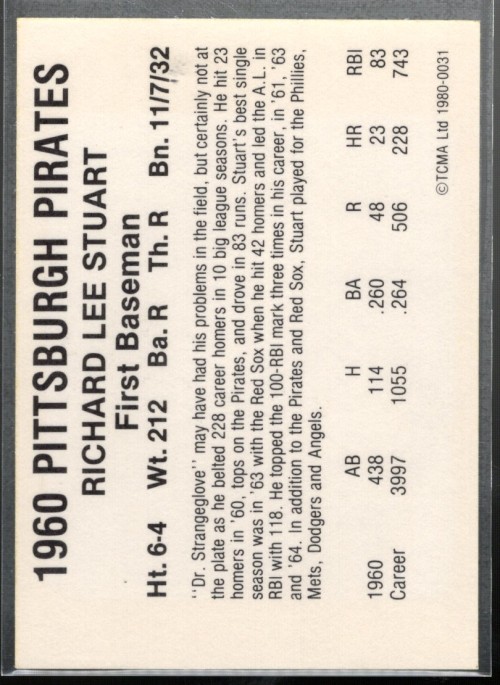 1960 PITTSBURGH PIRATES
RICHARD LEE STUART
First Baseman
Ht. 6-4 Wt. 212 Ba. R Th. R Bn. 11/7/32
"Dr. Strangeglove" may have had his problems in the field, but certainly not at
the plate as he belted 228 career homers in 10 big league seasons. He hit 23
homers in '60, tops on the Pirates, and drove in 83 runs. Stuart's best single
season was in '63 with the Red Sox when he hit 42 homers and led the A.L. in
RBI with 118. He topped the 100-RBI mark three times in his career, in '61, '63
and '64. In addition to the Pirates and Red Sox, Stuart played for the Phillies,
Mets, Dodgers and Angels.
AB H BA R HR RBI
1960 438 114 .260 48 23 83
Career 3997 1055 .264 506 228 743
©TCMA Ltd 1980-0031